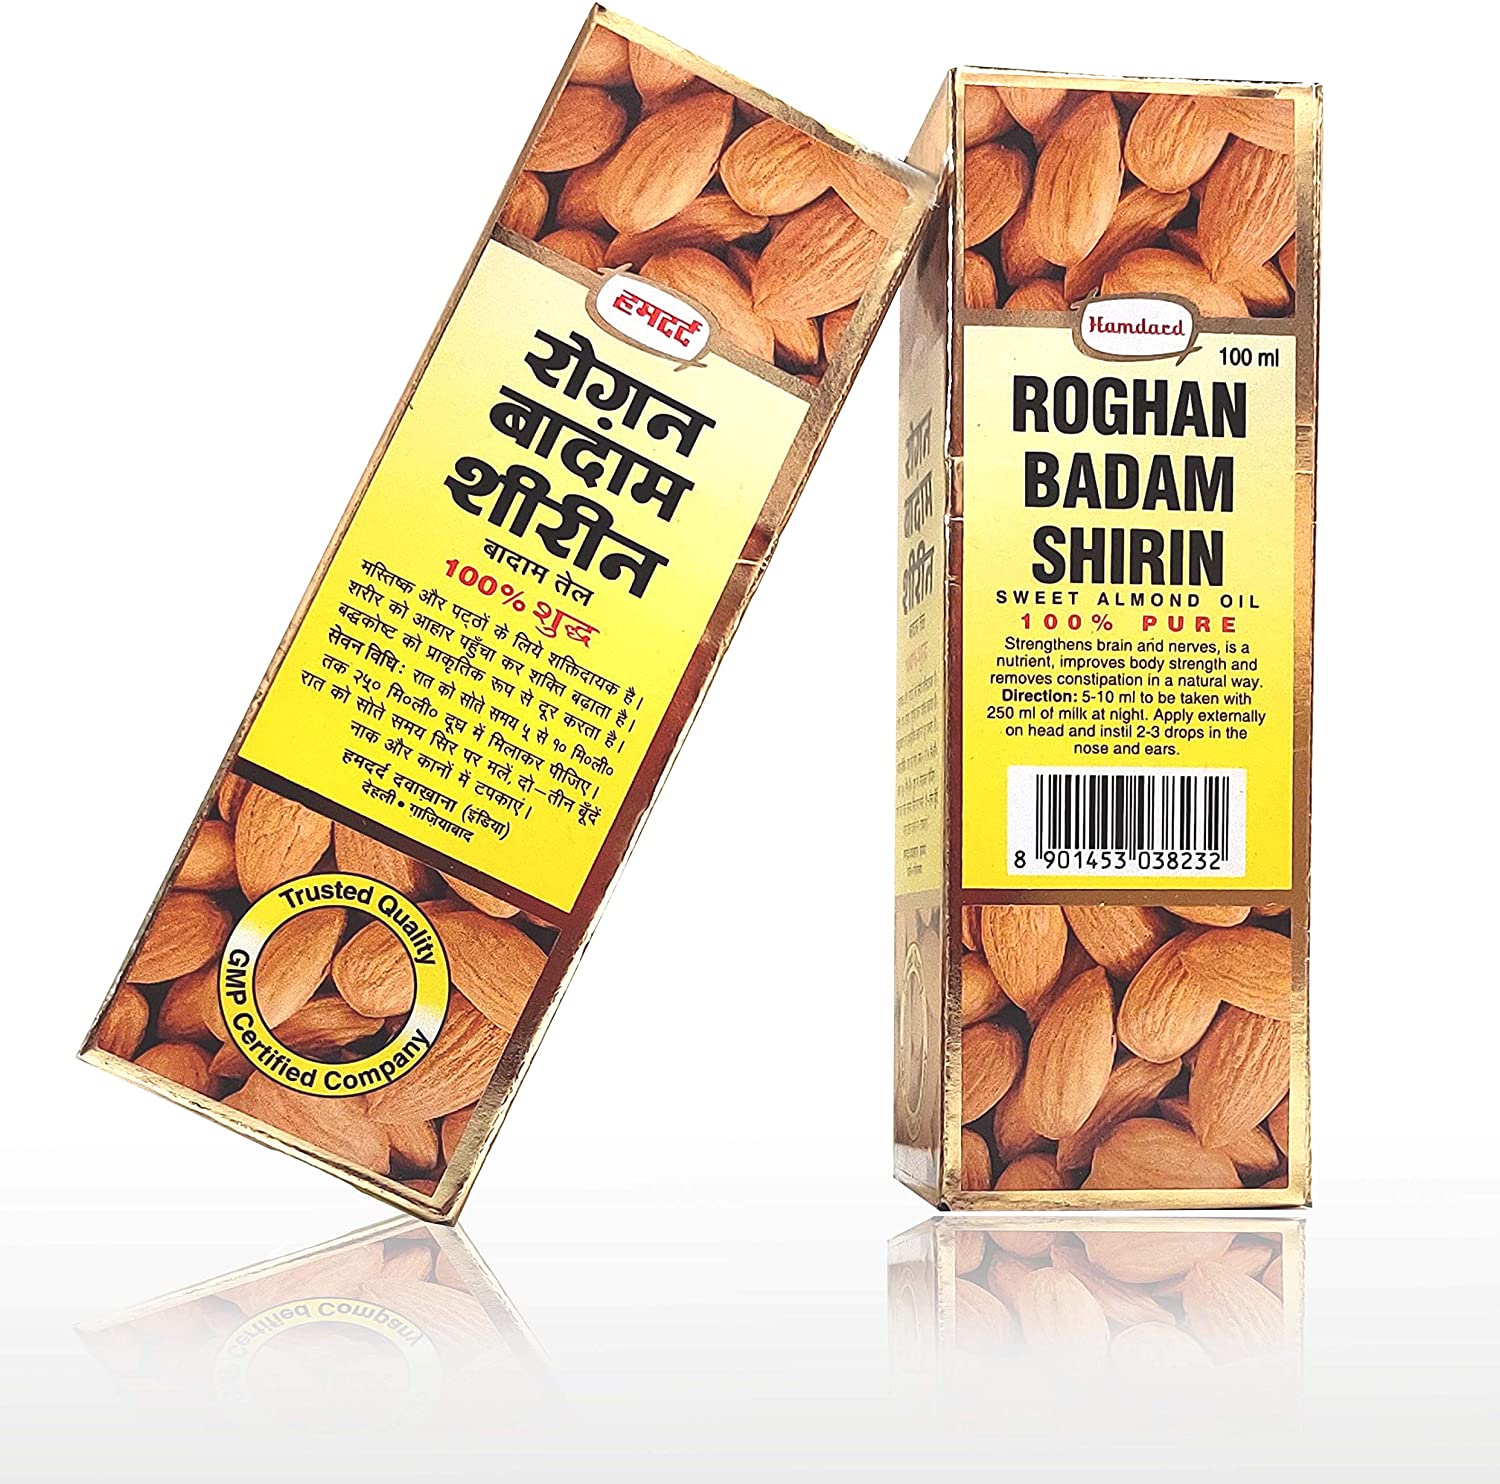 हमदर्द
रोग़न
बादाम
शीरीन
बादाम तेल
100% शुद्ध
मस्तिष्क और पट्ठों के लिये शक्तिदायक है।
शरीर को आहार पहुँचा कर शक्ति बढ़ाता है।
बद्धकोष्ट को प्राकृतिक रूप से दूर करता है।
सेवन विधि : रात को सोते समय ५ से १० मि०ली०
तक २५० मि०ली० दूध में मिलाकर पीजिए।
रात को सोते समय सिर पर मलें, दो–तीन बूँदें
नाक और कानों में टपकाएं।
हमदर्द दवाख़ाना (इंडिया)
देहली • ग़ाज़ियाबाद
Trusted Quality
GMP Certified Company
Hamdard
100 ml
ROGHAN
BADAM
SHIRIN
SWEET ALMOND OIL
100% PURE
Strengthens brain and nerves, is a
nutrient, improves body strength and
removes constipation in a natural way.
Direction: 5-10 ml to be taken with
250 ml of milk at night. Apply externally
on head and instil 2-3 drops in the
nose and ears.
8 901453 038232